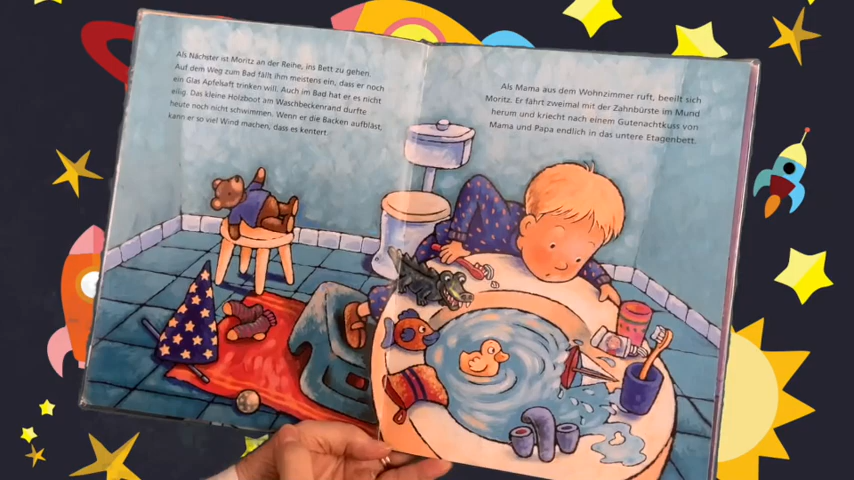 Als Nächster ist Moritz an der Reihe, ins Bett zu gehen.
Auf dem Weg zum Bad fällt ihm meistens ein, dass er noch
ein Glas Apfelsaft trinken will. Auch im Bad hat er es nicht
eilig. Das kleine Holzboot am Waschbeckenrand durfte
heute noch nicht schwimmen. Wenn er die Backen aufbläst,
kann er so viel Wind machen, dass es kentert.
Als Mama aus dem Wohnzimmer ruft, beeilt sich
Moritz. Er fährt zweimal mit der Zahnbürste im Mund
herum und kriecht nach einem Gutenachtkuss von
Mama und Papa endlich in das untere Etagenbett.